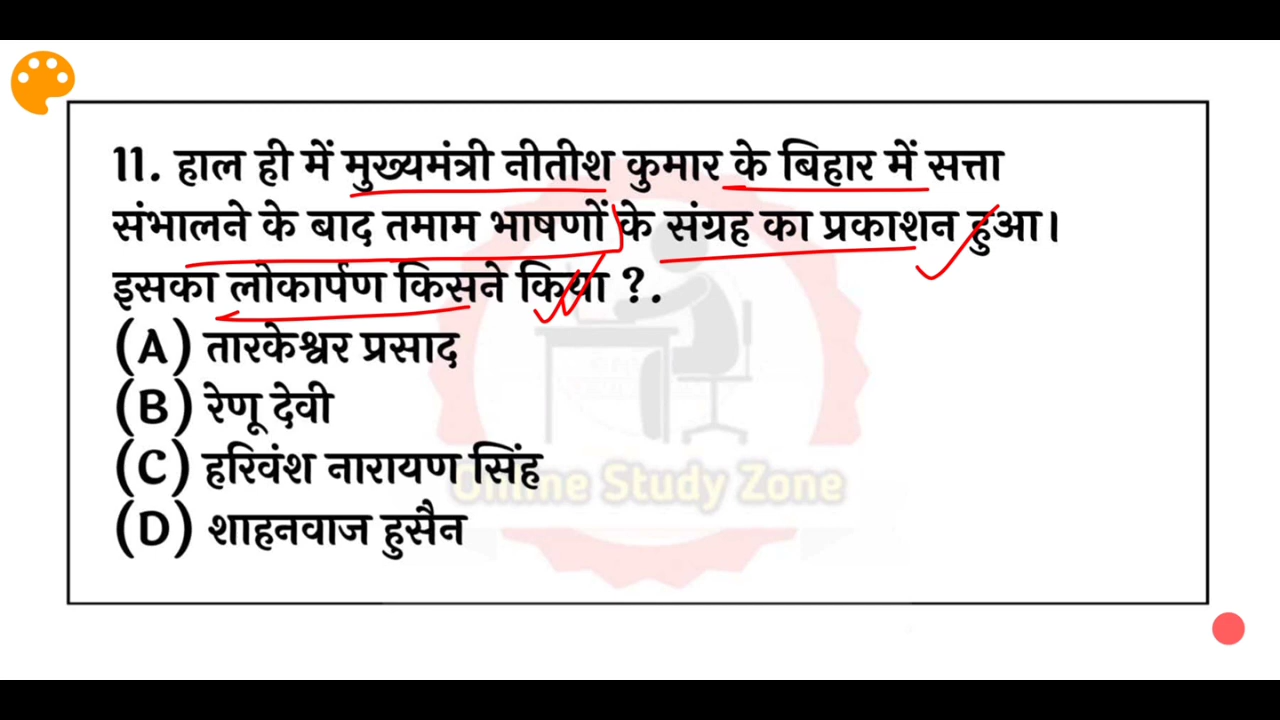 11. हाल ही में मुख्यमंत्री नीतीश कुमार के बिहार में सत्ता
संभालने के बाद तमाम भाषणों के संग्रह का प्रकाशन हुआ।
इसका लोकार्पण किसने किया ?.
(A) तारकेश्वर प्रसाद
(B) रेणू देवी
(C) हरिवंश नारायण सिंह
(D) शाहनवाज हुसैन
Online Study Zone